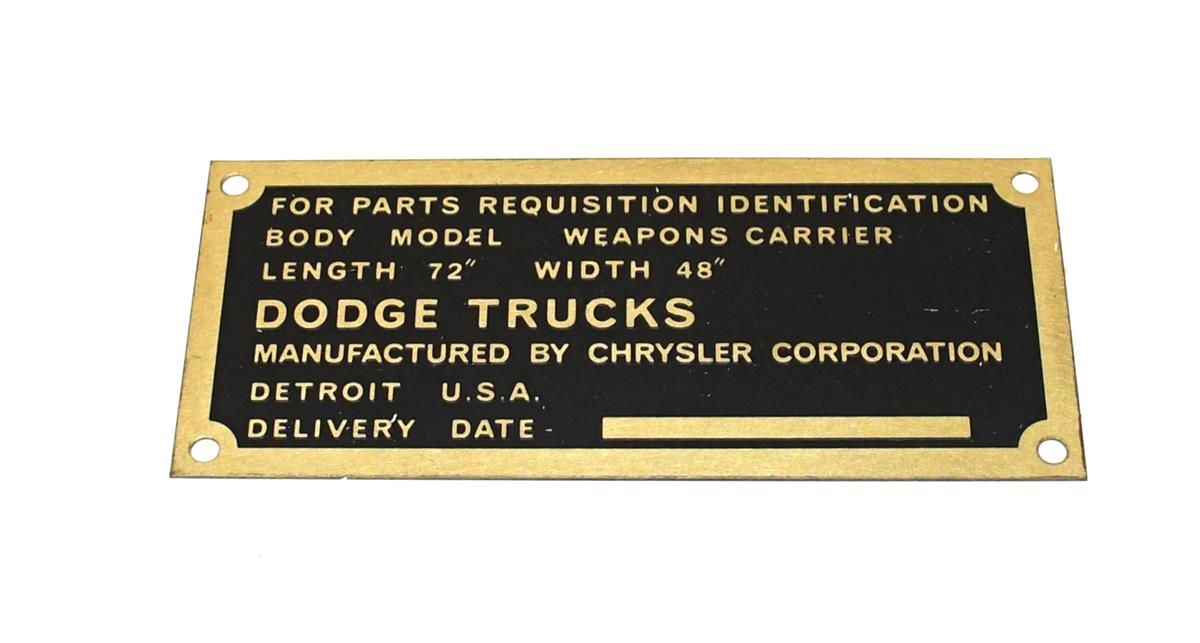 FOR PARTS REQUISITION IDENTIFICATION
BODY MODEL WEAPONS CARRIER
LENGTH 72" WIDTH 48"
DODGE TRUCKS
MANUFACTURED BY CHRYSLER CORPORATION
DETROIT U.S.A.
DELIVERY DATE